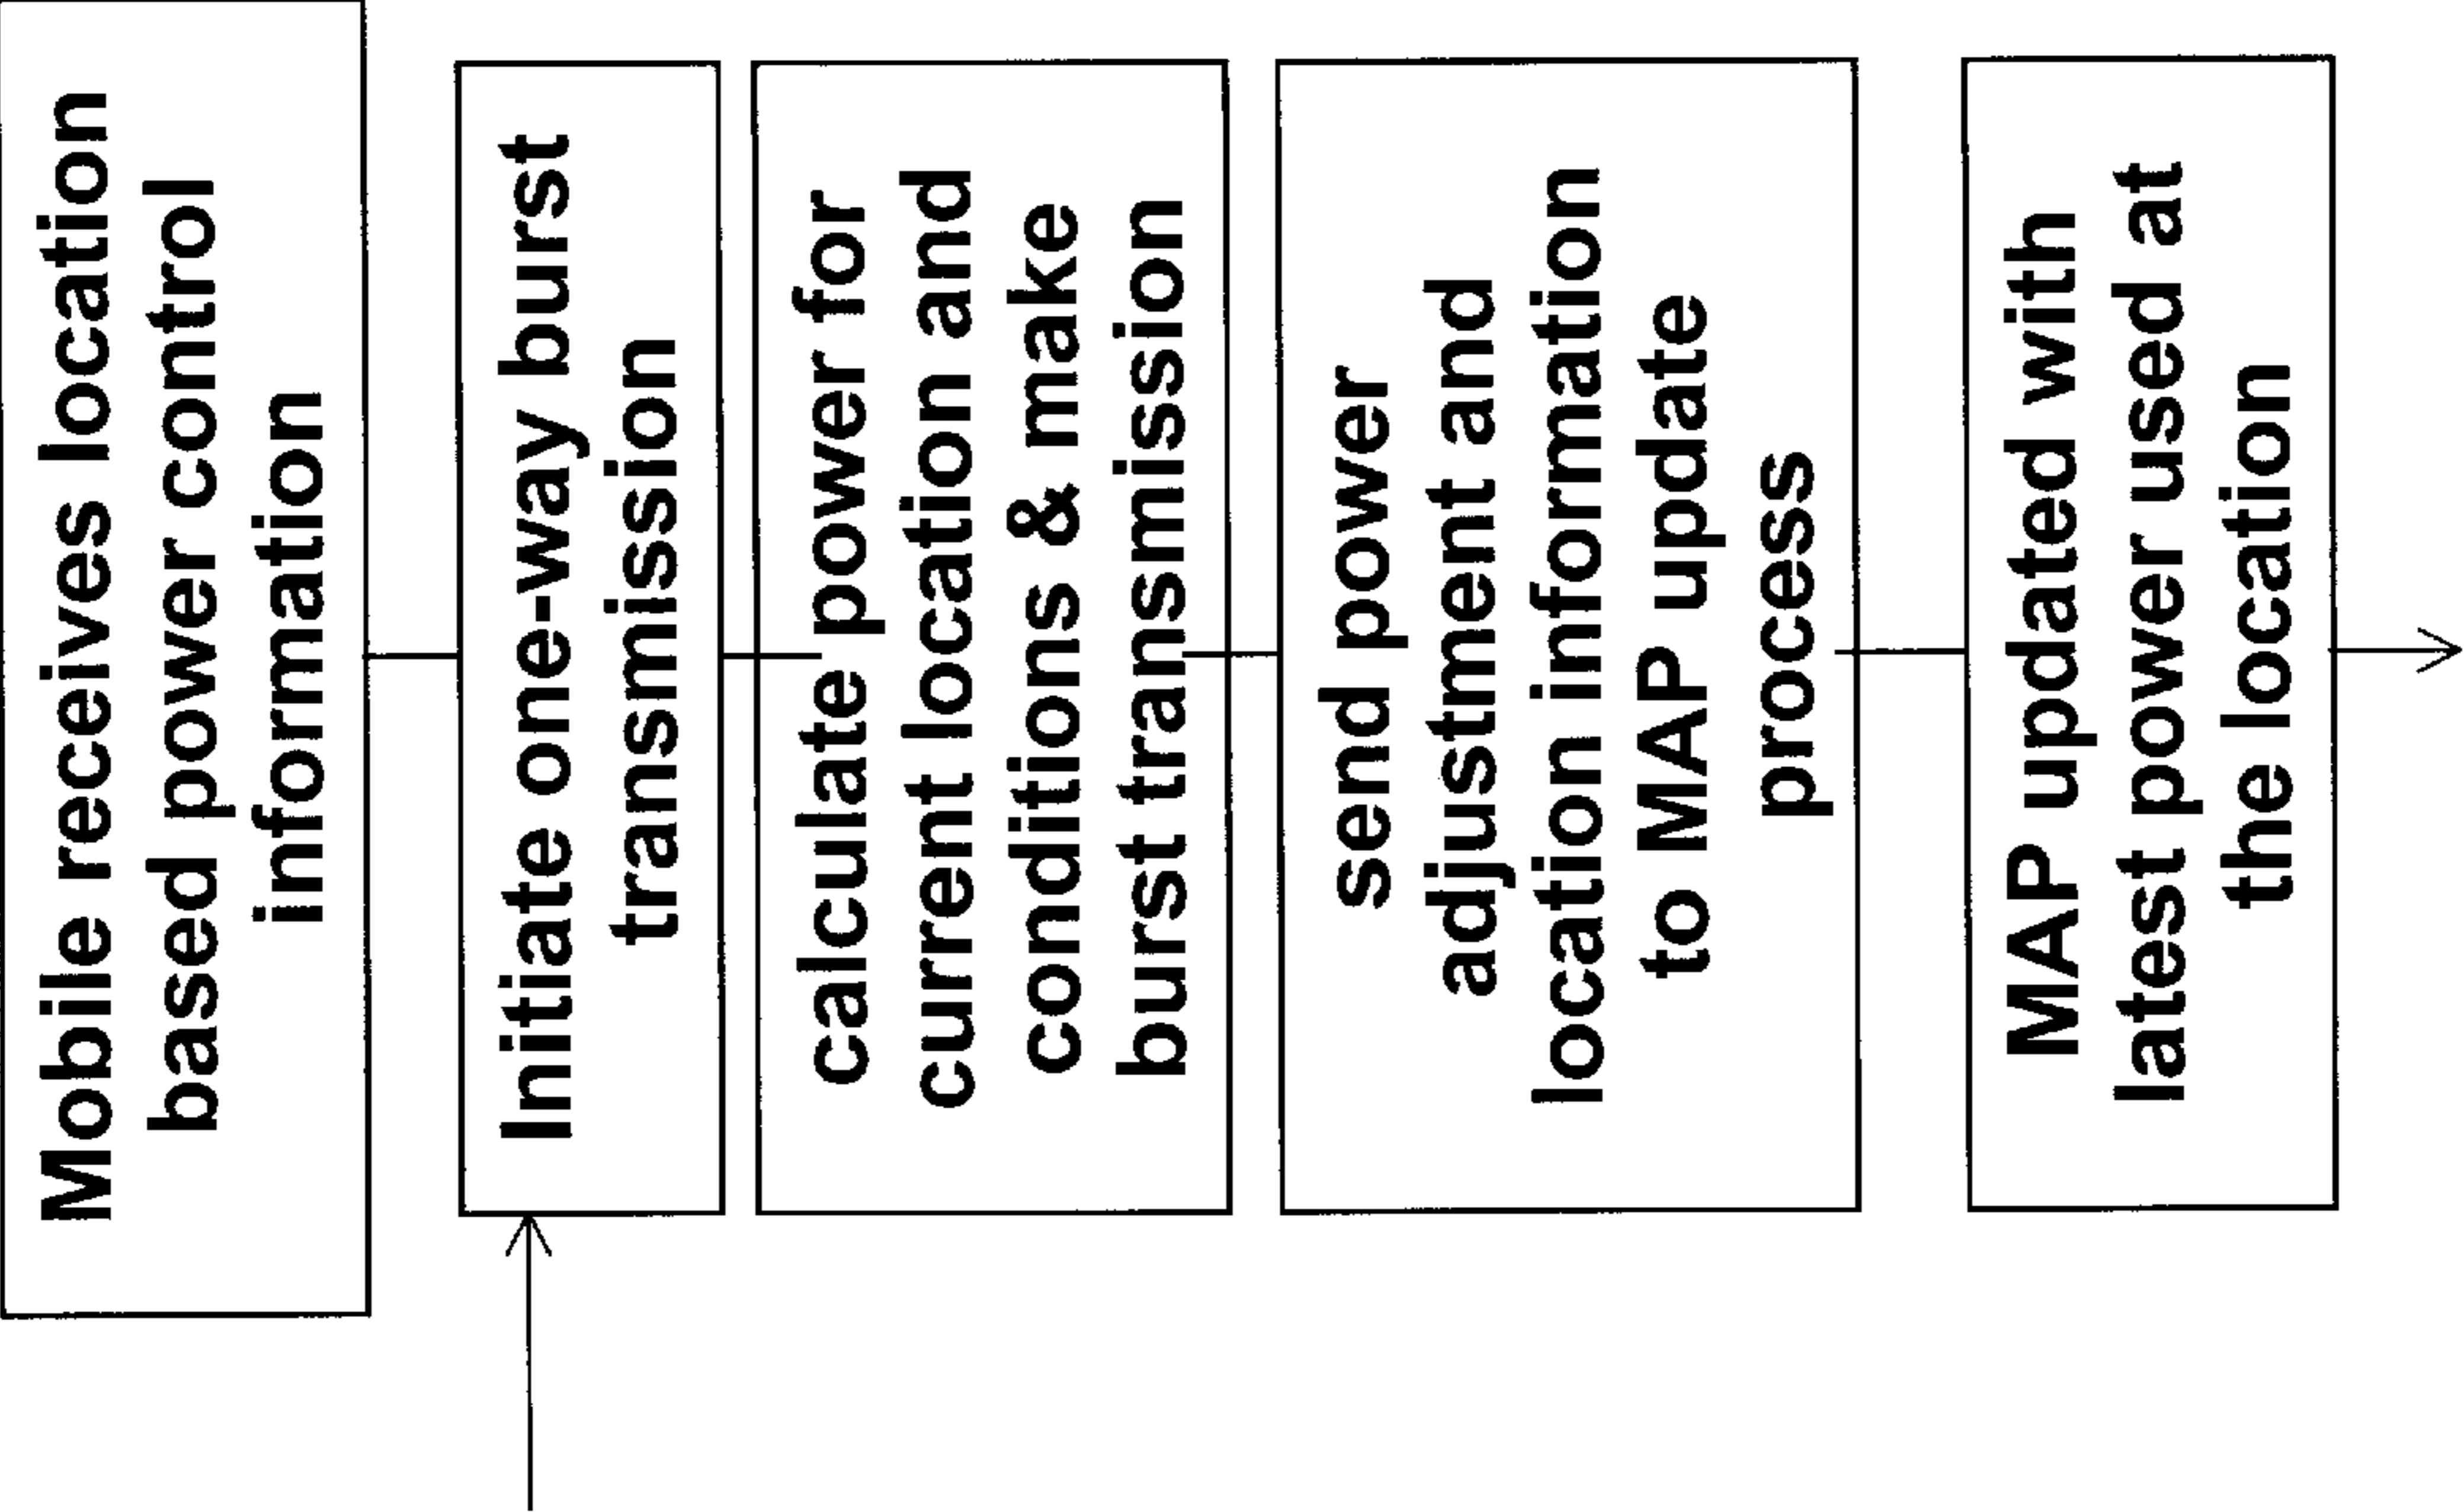 Mobile receives location
based power control
information
Initiate one-way burst
transmission
calculate power for
current location and
conditions & make
burst transmission
send power
adjustment and
location information
to MAP update
process
MAP updated with
latest power used at
the location